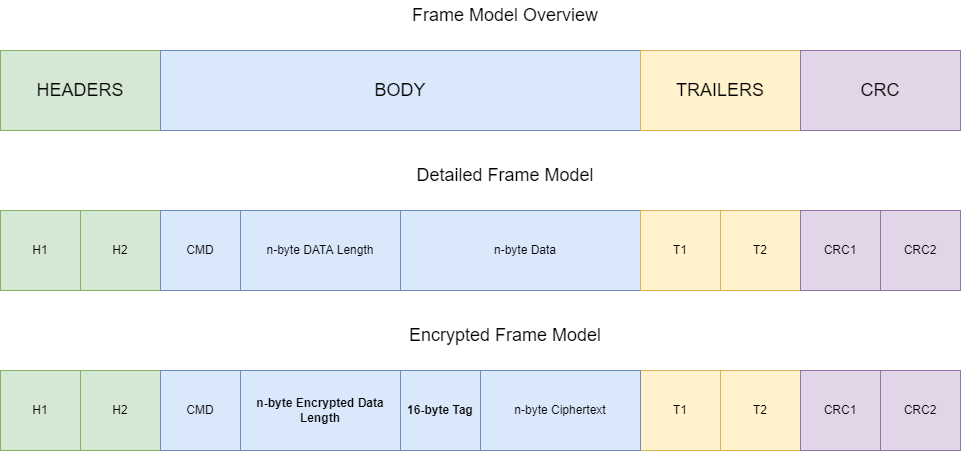 Frame Model Overview
HEADERS BODY TRAILERS CRC
Detailed Frame Model
H1 H2 CMD n-byte DATA Length n-byte Data T1 T2 CRC1 CRC2
Encrypted Frame Model
H1 H2 CMD n-byte Encrypted Data Length 16-byte Tag n-byte Ciphertext T1 T2 CRC1 CRC2